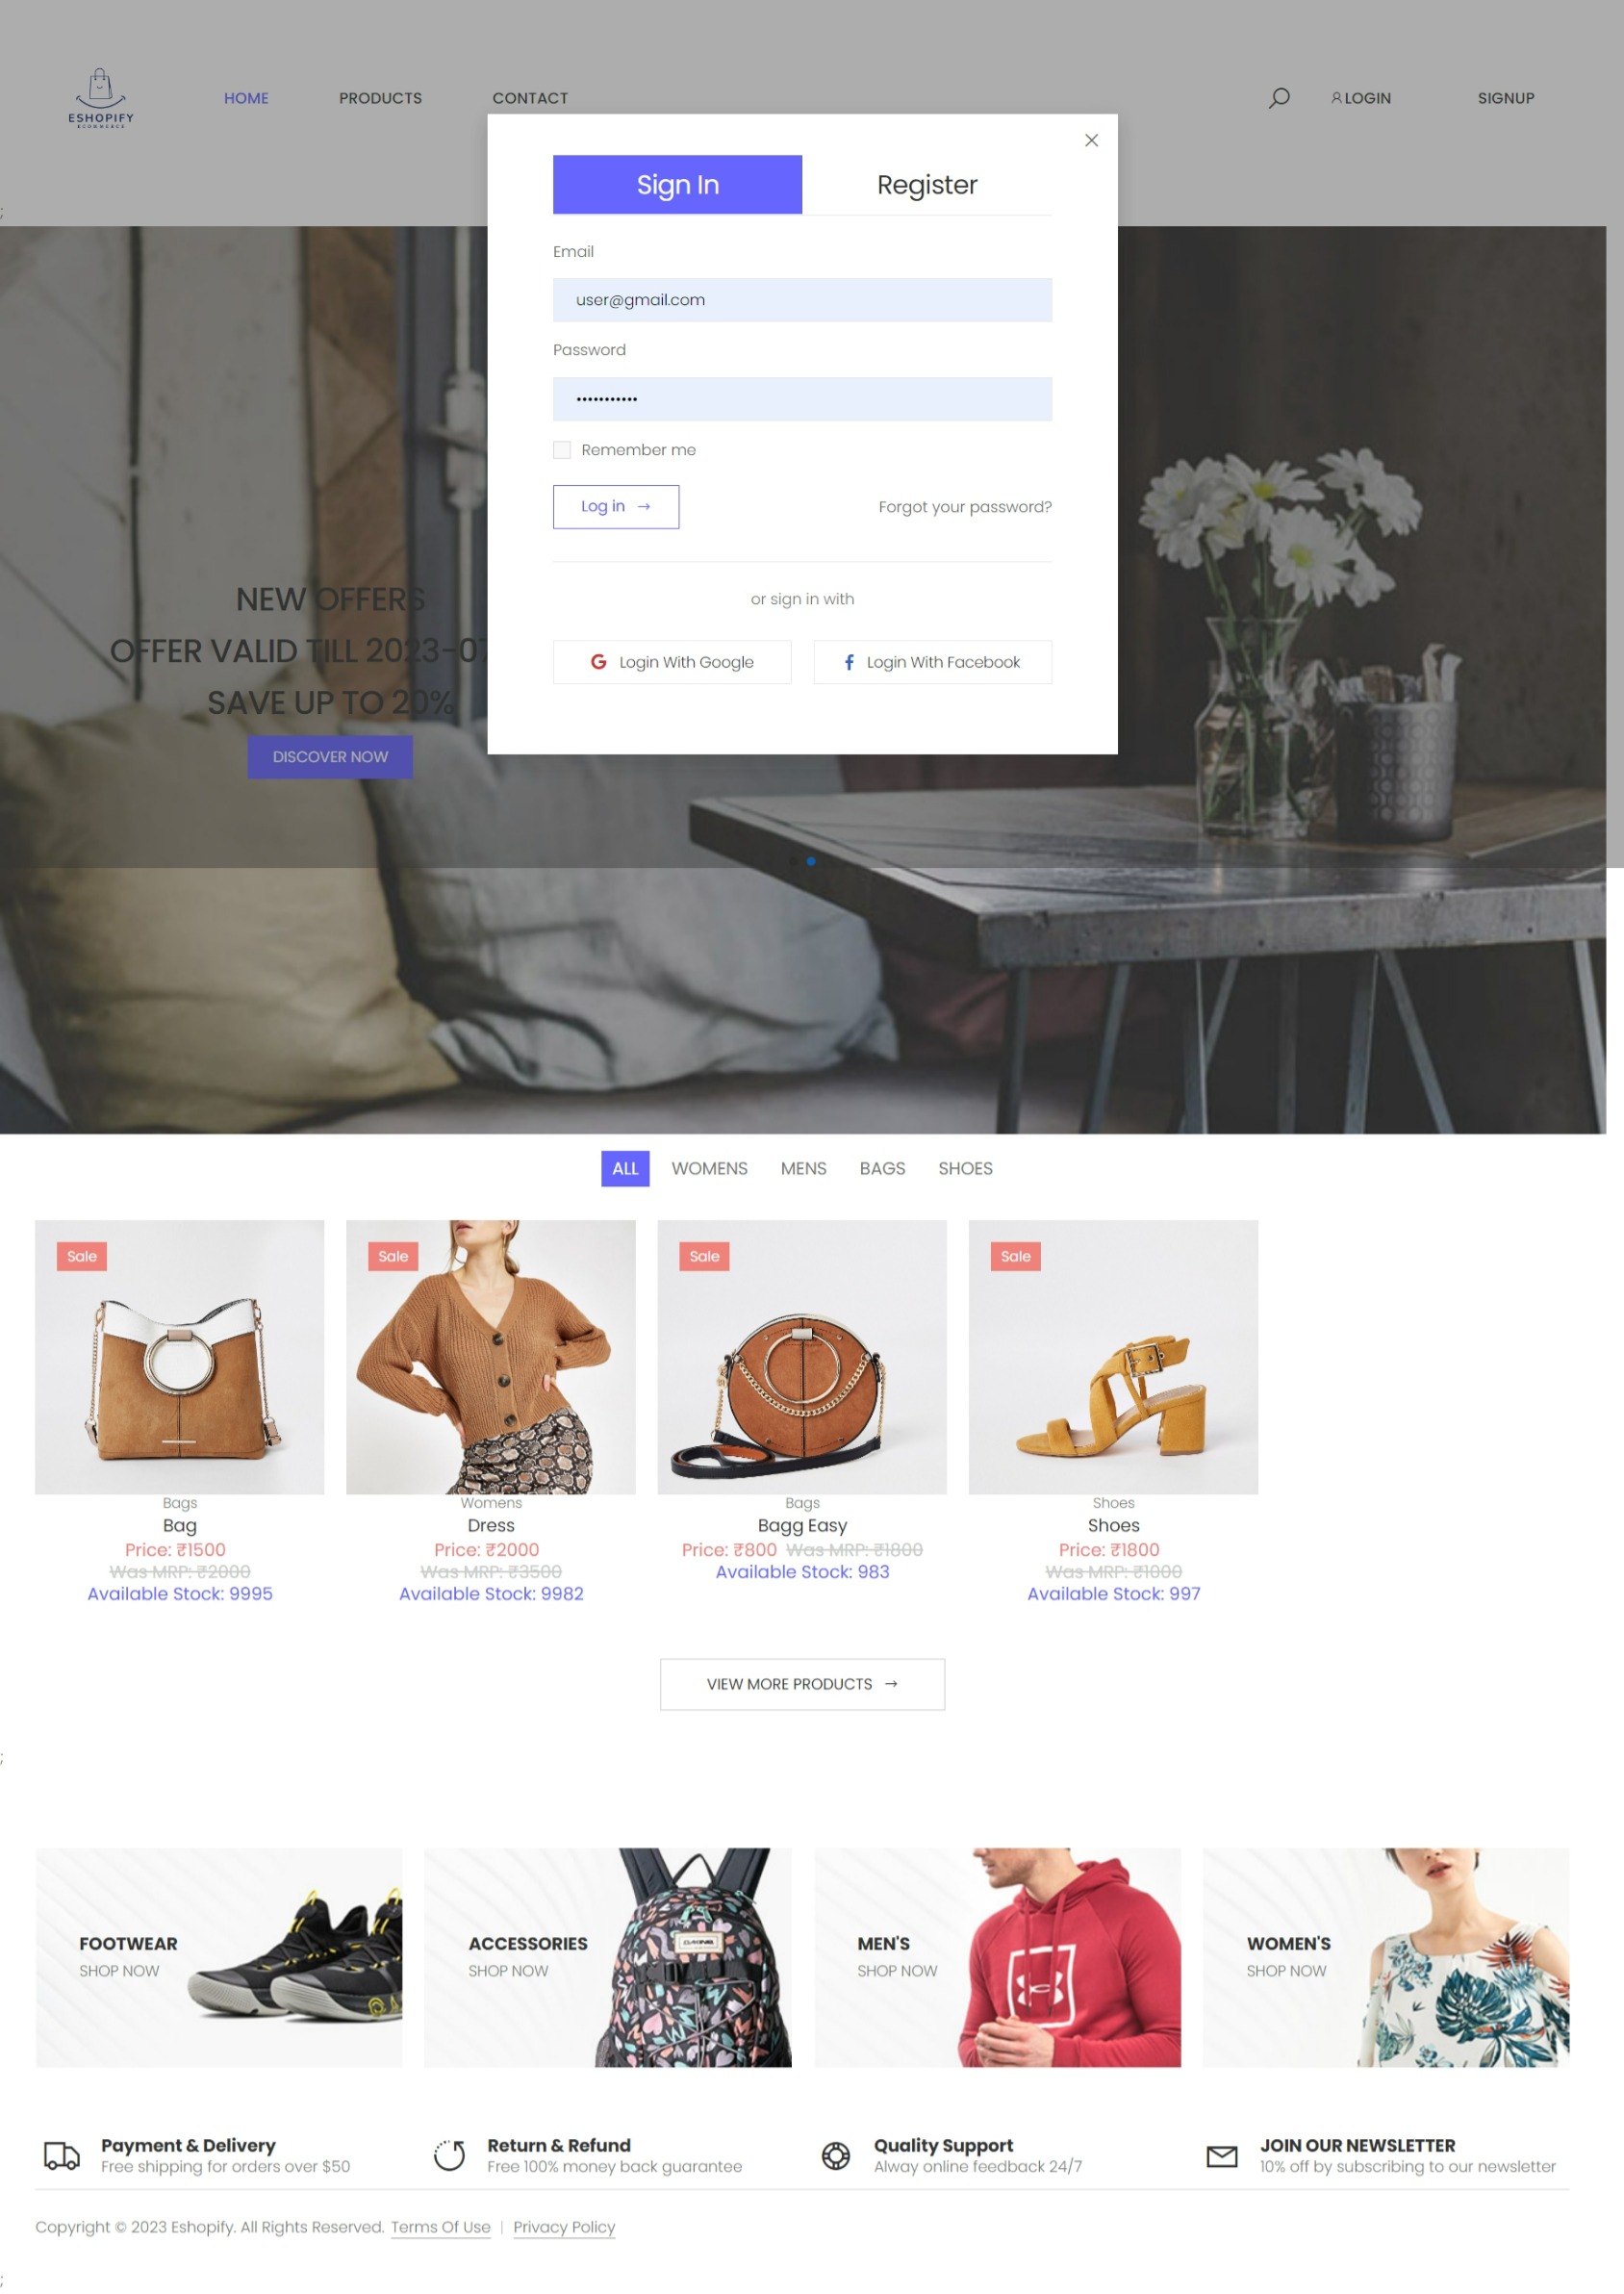 ESHOPIFY
ECOMMERCE
HOME
PRODUCTS
CONTACT
LOGIN
SIGNUP
;
Sign In
Register
Email
user@gmail.com
Password
•••••••••••
Remember me
Log in →
Forgot your password?
or sign in with
G Login With Google
f Login With Facebook
NEW OFFERS
OFFER VALID TILL 2023-07
SAVE UP TO 20%
DISCOVER NOW
ALL
WOMENS
MENS
BAGS
SHOES
Sale
Bags
Bag
Price: ₹1500
Was MRP: ₹2000
Available Stock: 9995
Sale
Womens
Dress
Price: ₹2000
Was MRP: ₹3500
Available Stock: 9982
Sale
Bags
Bagg Easy
Price: ₹800 Was MRP: ₹1800
Available Stock: 983
Sale
Shoes
Shoes
Price: ₹1800
Was MRP: ₹1000
Available Stock: 997
VIEW MORE PRODUCTS →
;
FOOTWEAR
SHOP NOW
ACCESSORIES
SHOP NOW
DAKINE
MEN'S
SHOP NOW
WOMEN'S
SHOP NOW
Payment & Delivery
Free shipping for orders over $50
Return & Refund
Free 100% money back guarantee
Quality Support
Alway online feedback 24/7
JOIN OUR NEWSLETTER
10% off by subscribing to our newsletter
Copyright © 2023 Eshopify. All Rights Reserved. Terms Of Use | Privacy Policy
;